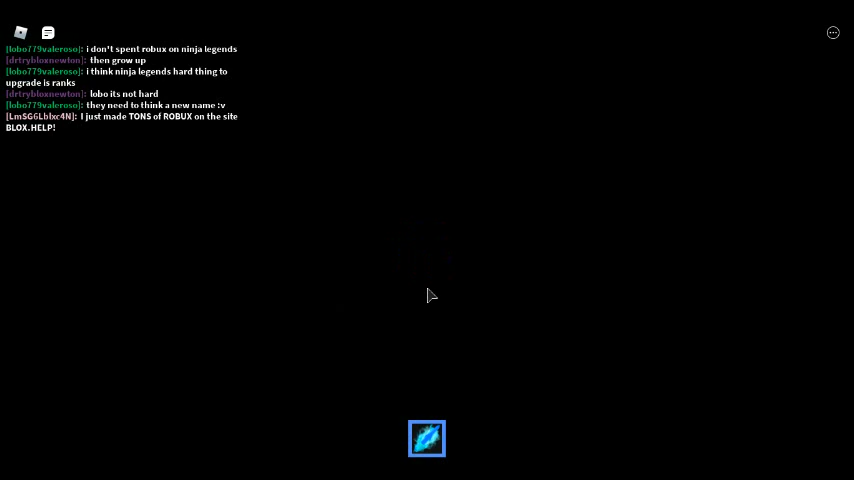 [lobo779valeroso]: i don't spent robux on ninja legends
[drtrybloxnewton]: then grow up
[lobo779valeroso]: i think ninja legends hard thing to
upgrade is ranks
[drtrybloxnewton]: lobo its not hard
[lobo779valeroso]: they need to think a new name :v
[LmSG6Lblxc4N]: I just made TONS of ROBUX on the site
BLOX.HELP!